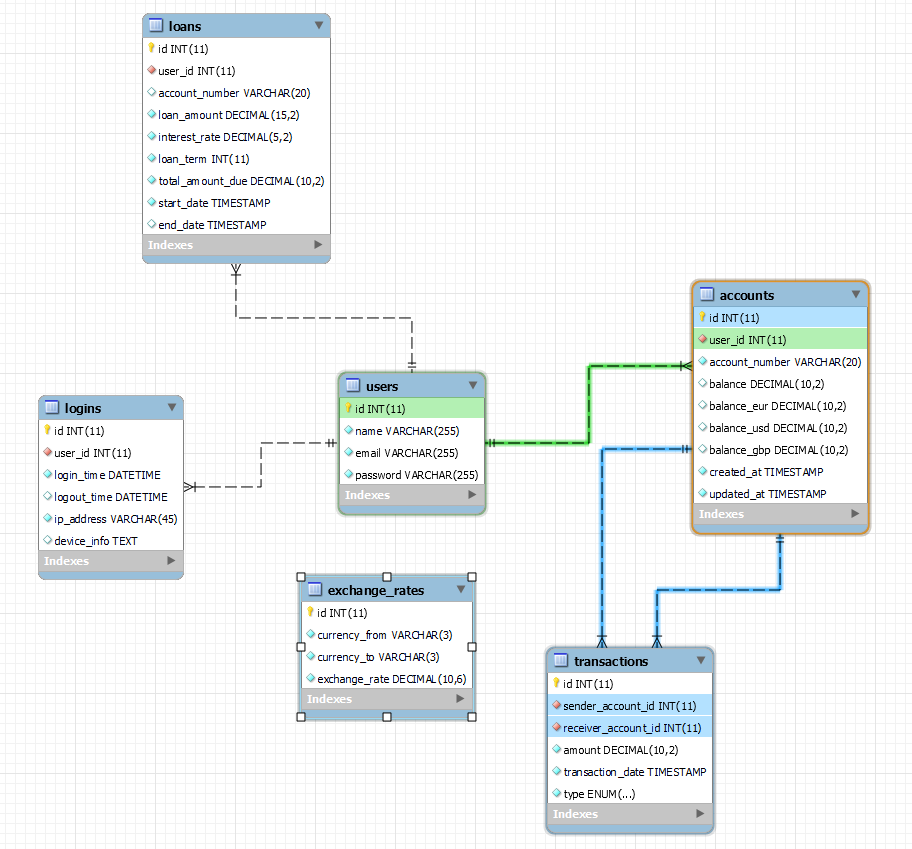 loans
id INT(11)
user_id INT(11)
account_number VARCHAR(20)
loan_amount DECIMAL(15,2)
interest_rate DECIMAL(5,2)
loan_term INT(11)
total_amount_due DECIMAL(10,2)
start_date TIMESTAMP
end_date TIMESTAMP
Indexes
accounts
id INT(11)
user_id INT(11)
account_number VARCHAR(20)
balance DECIMAL(10,2)
balance_eur DECIMAL(10,2)
balance_usd DECIMAL(10,2)
balance_gbp DECIMAL(10,2)
created_at TIMESTAMP
updated_at TIMESTAMP
Indexes
users
id INT(11)
name VARCHAR(255)
email VARCHAR(255)
password VARCHAR(255)
Indexes
logins
id INT(11)
user_id INT(11)
login_time DATETIME
logout_time DATETIME
ip_address VARCHAR(45)
device_info TEXT
Indexes
exchange_rates
id INT(11)
currency_from VARCHAR(3)
currency_to VARCHAR(3)
exchange_rate DECIMAL(10,6)
Indexes
transactions
id INT(11)
sender_account_id INT(11)
receiver_account_id INT(11)
amount DECIMAL(10,2)
transaction_date TIMESTAMP
type ENUM(...)
Indexes